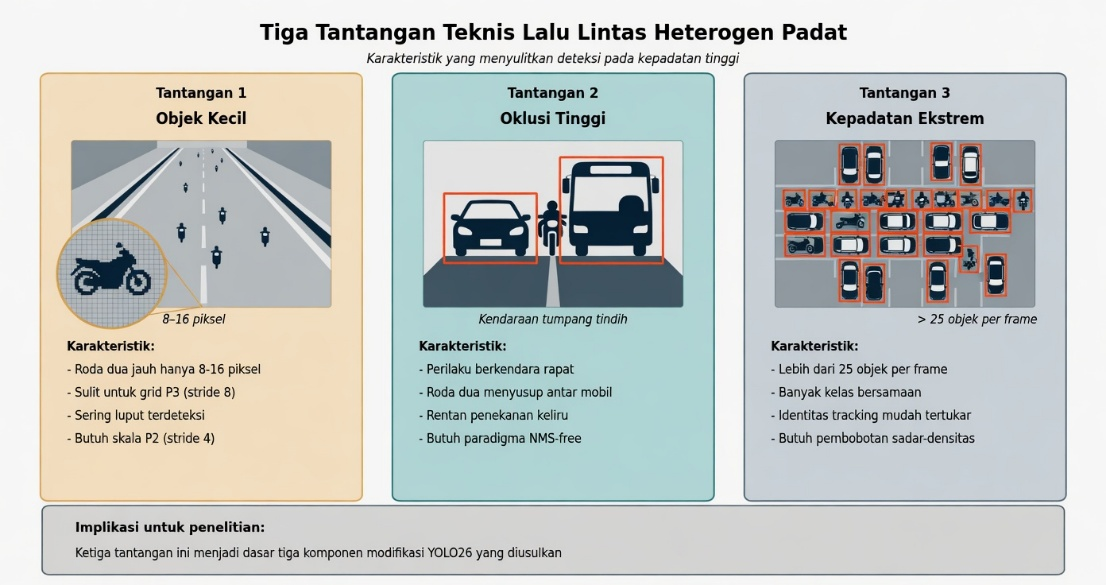 Tiga Tantangan Teknis Lalu Lintas Heterogen Padat
Karakteristik yang menyulitkan deteksi pada kepadatan tinggi
Tantangan 1
Objek Kecil
8–16 piksel
Karakteristik:
- Roda dua jauh hanya 8-16 piksel
- Sulit untuk grid P3 (stride 8)
- Sering luput terdeteksi
- Butuh skala P2 (stride 4)
Tantangan 2
Oklusi Tinggi
Kendaraan tumpang tindih
Karakteristik:
- Perilaku berkendara rapat
- Roda dua menyusup antar mobil
- Rentan penekanan keliru
- Butuh paradigma NMS-free
Tantangan 3
Kepadatan Ekstrem
> 25 objek per frame
Karakteristik:
- Lebih dari 25 objek per frame
- Banyak kelas bersamaan
- Identitas tracking mudah tertukar
- Butuh pembobotan sadar-densitas
Implikasi untuk penelitian:
Ketiga tantangan ini menjadi dasar tiga komponen modifikasi YOLO26 yang diusulkan